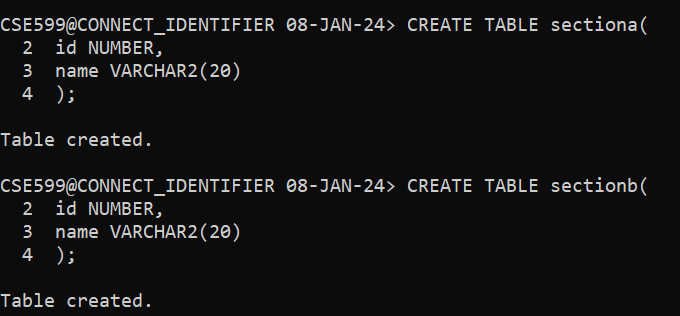 CSE599@CONNECT_IDENTIFIER 08-JAN-24> CREATE TABLE sectiona(
  2  id NUMBER,
  3  name VARCHAR2(20)
  4  );
Table created.
CSE599@CONNECT_IDENTIFIER 08-JAN-24> CREATE TABLE sectionb(
  2  id NUMBER,
  3  name VARCHAR2(20)
  4  );
Table created.